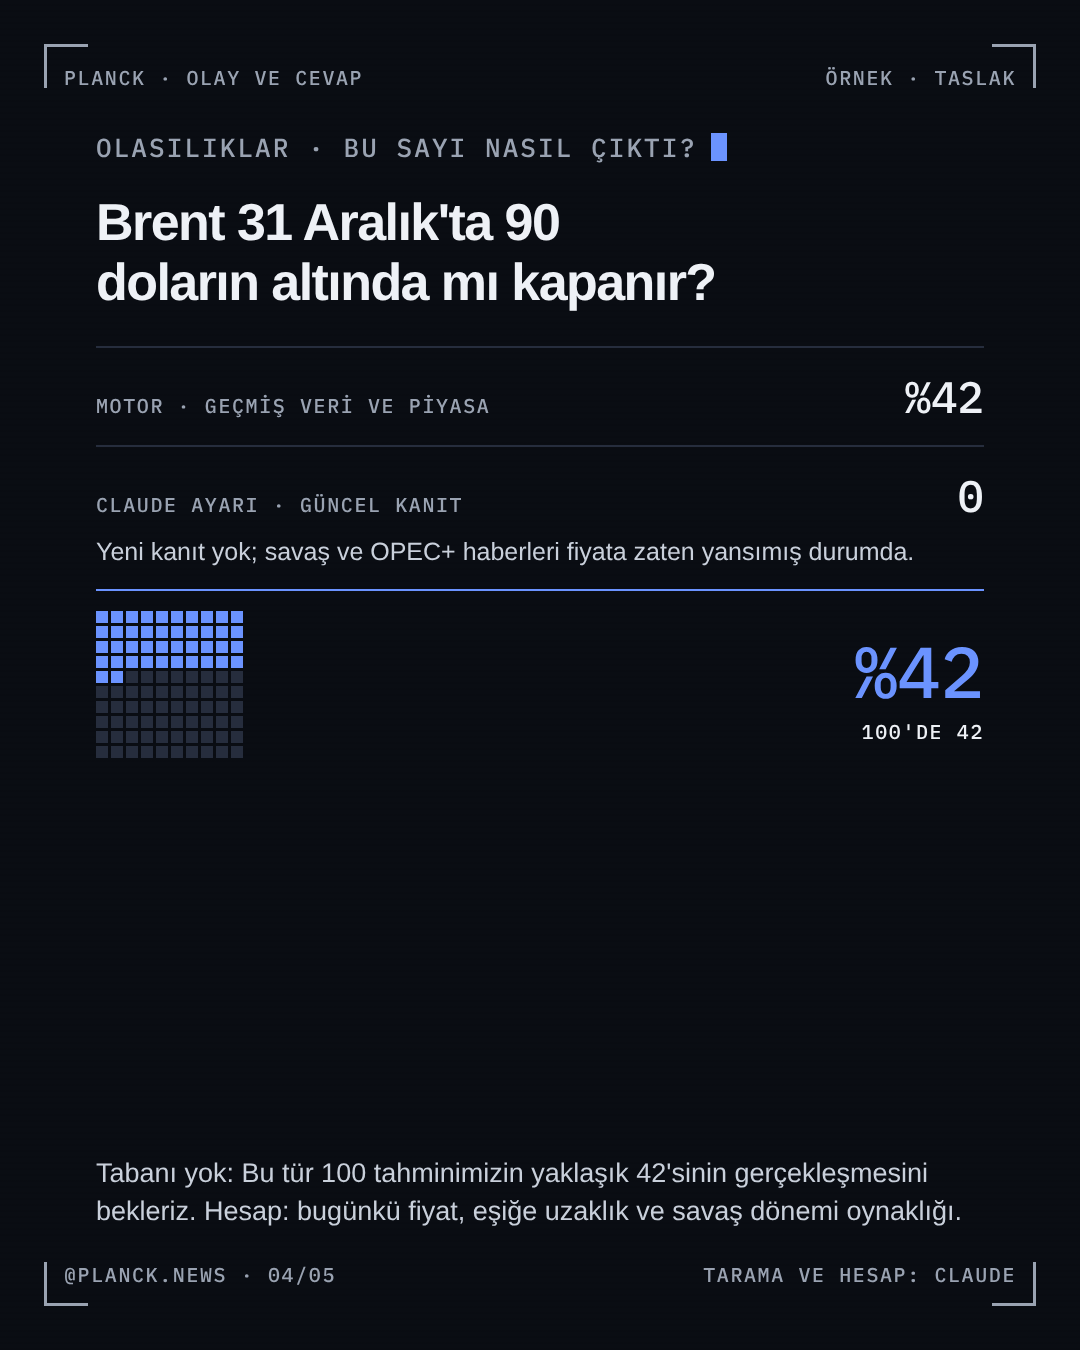 PLANCK · OLAY VE CEVAP
ÖRNEK · TASLAK
OLASILIKLAR · BU SAYI NASIL ÇIKTI?
Brent 31 Aralık'ta 90
doların altında mı kapanır?
MOTOR · GEÇMİŞ VERİ VE PİYASA
%42
CLAUDE AYARI · GÜNCEL KANIT
0
Yeni kanıt yok; savaş ve OPEC+ haberleri fiyata zaten yansımış durumda.
%42
100'DE 42
Tabanı yok: Bu tür 100 tahminimizin yaklaşık 42'sinin gerçekleşmesini
bekleriz. Hesap: bugünkü fiyat, eşiğe uzaklık ve savaş dönemi oynaklığı.
@PLANCK.NEWS · 04/05
TARAMA VE HESAP: CLAUDE